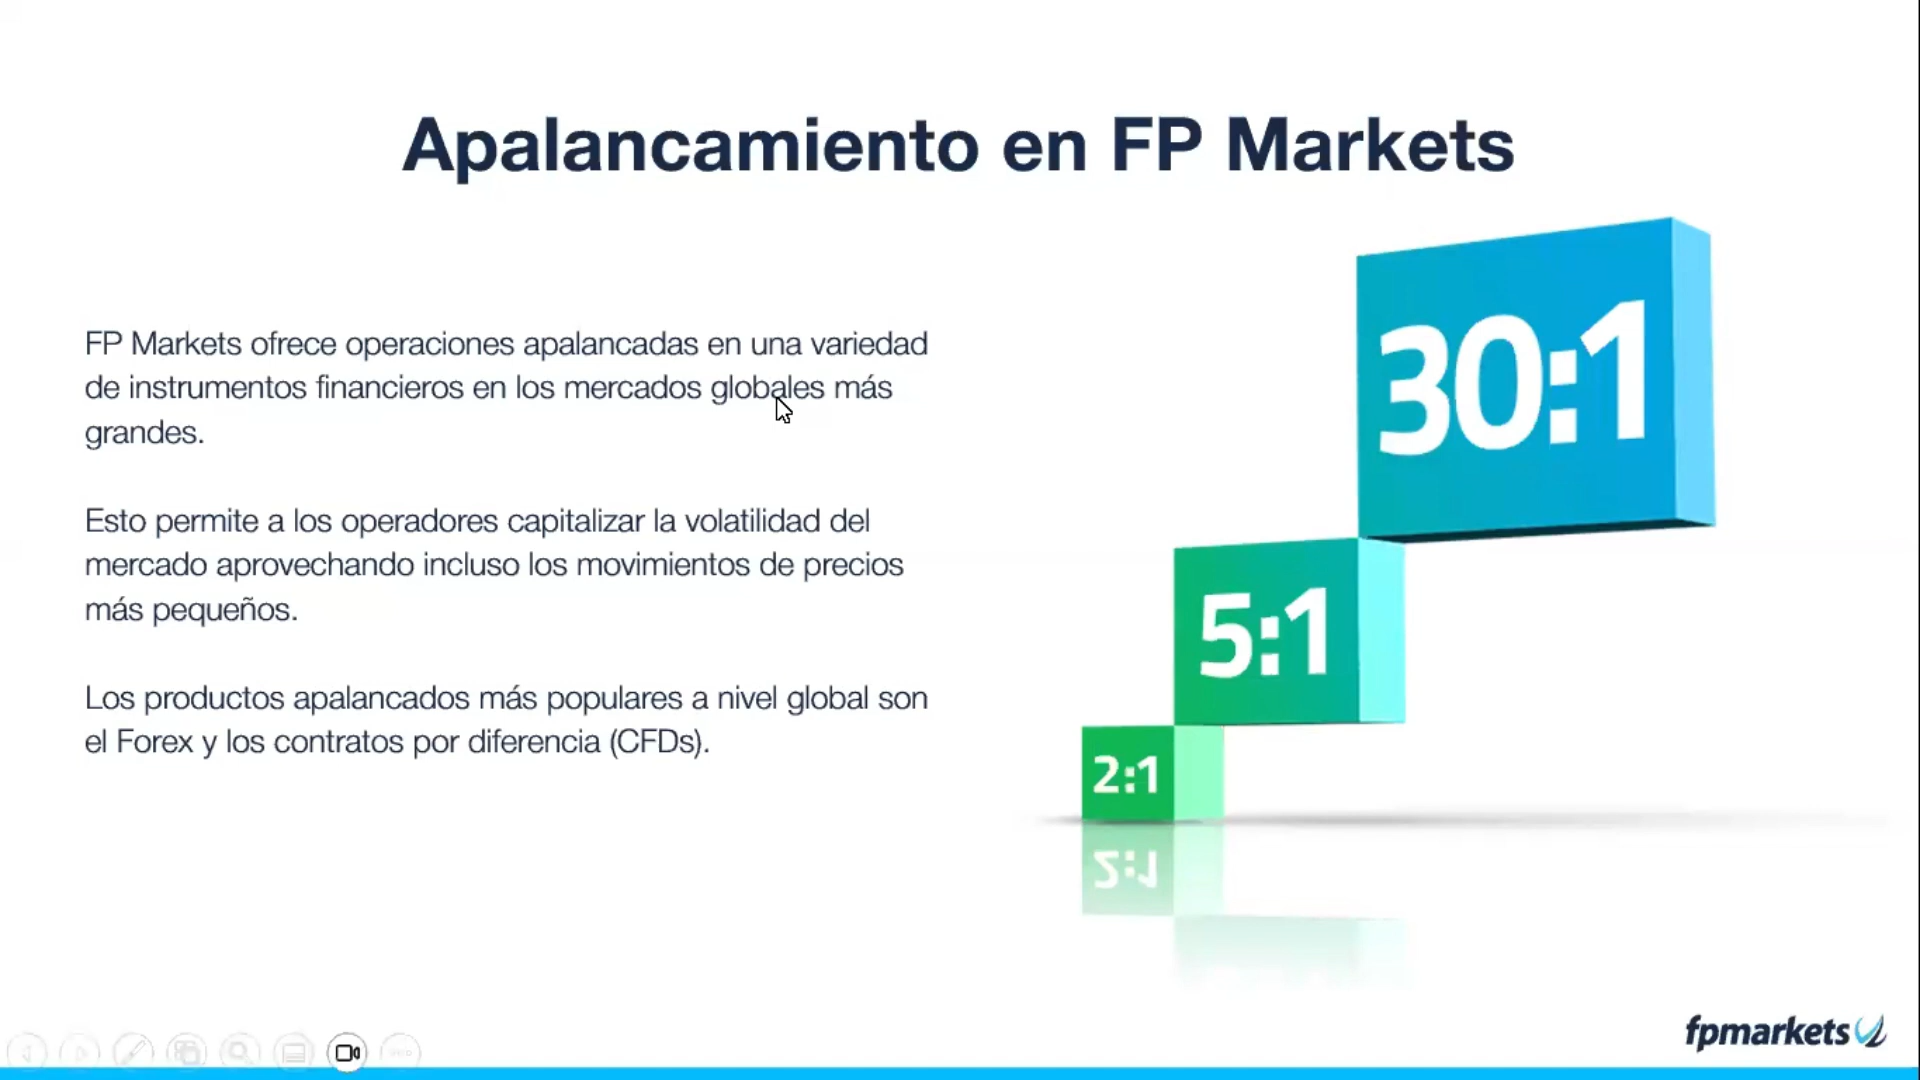 Apalancamiento en FP Markets
FP Markets ofrece operaciones apalancadas en una variedad
de instrumentos financieros en los mercados globales más
grandes.
Esto permite a los operadores capitalizar la volatilidad del
mercado aprovechando incluso los movimientos de precios
más pequeños.
Los productos apalancados más populares a nivel global son
el Forex y los contratos por diferencia (CFDs).
30:1
5:1
2:1
fpmarkets